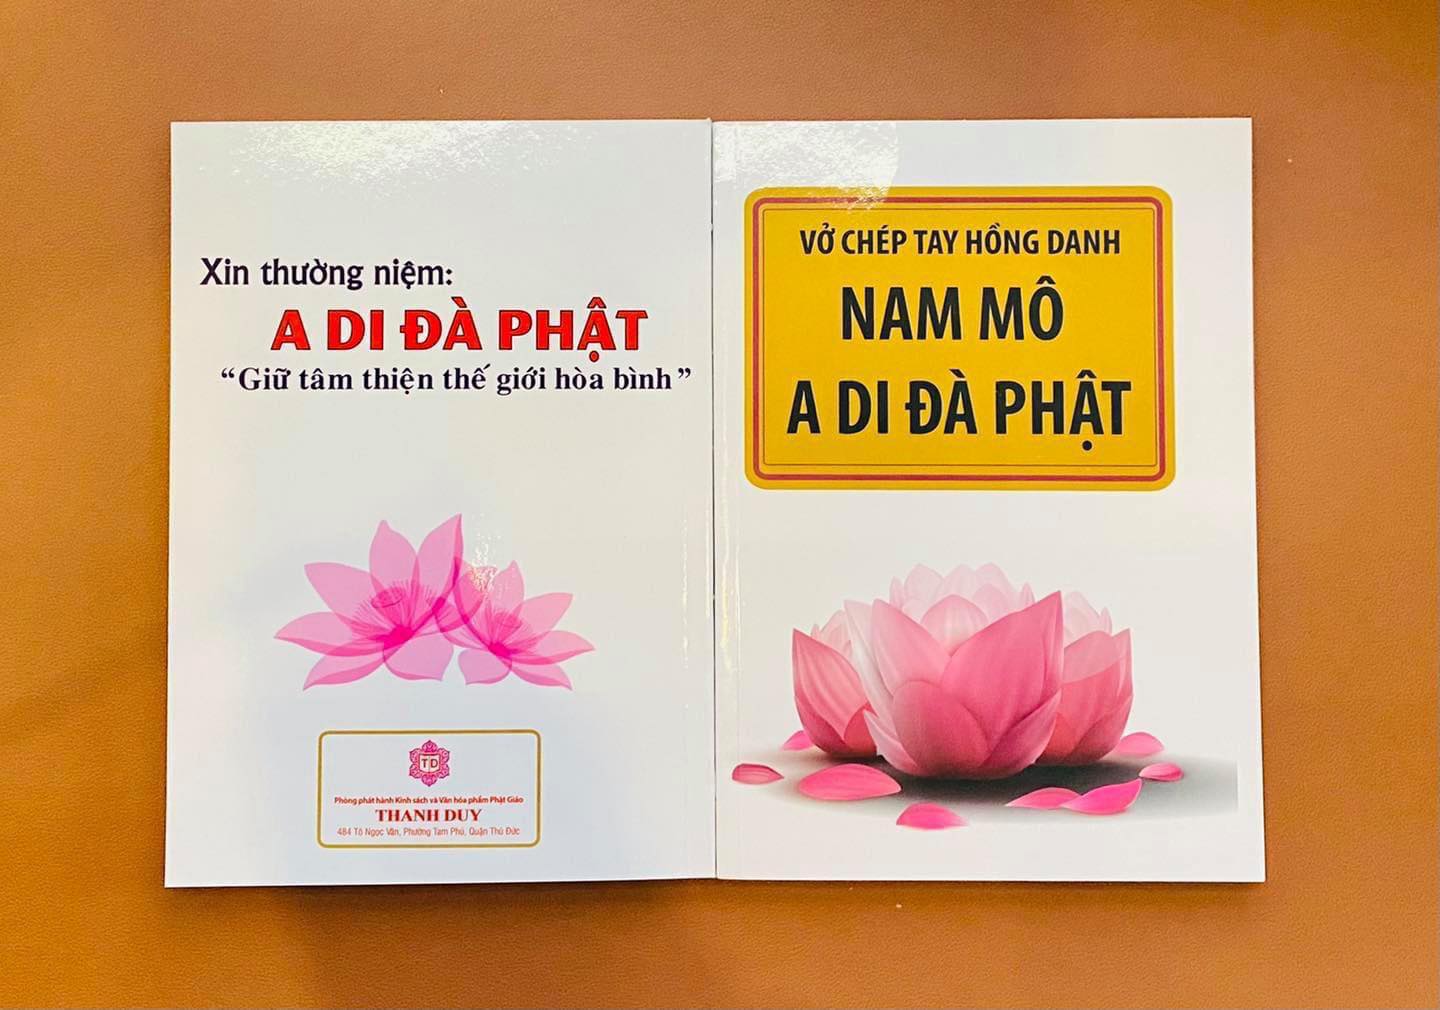 Xin thường niệm:
A DI ĐÀ PHẬT
“Giữ tâm thiện thế giới hòa bình”
TD
Phòng phát hành Kinh sách và Văn hóa phẩm Phật Giáo
THANH DUY
484 Tô Ngọc Vân, Phường Tam Phú, Quận Thủ Đức
VỞ CHÉP TAY HỒNG DANH
NAM MÔ
A DI ĐÀ PHẬT